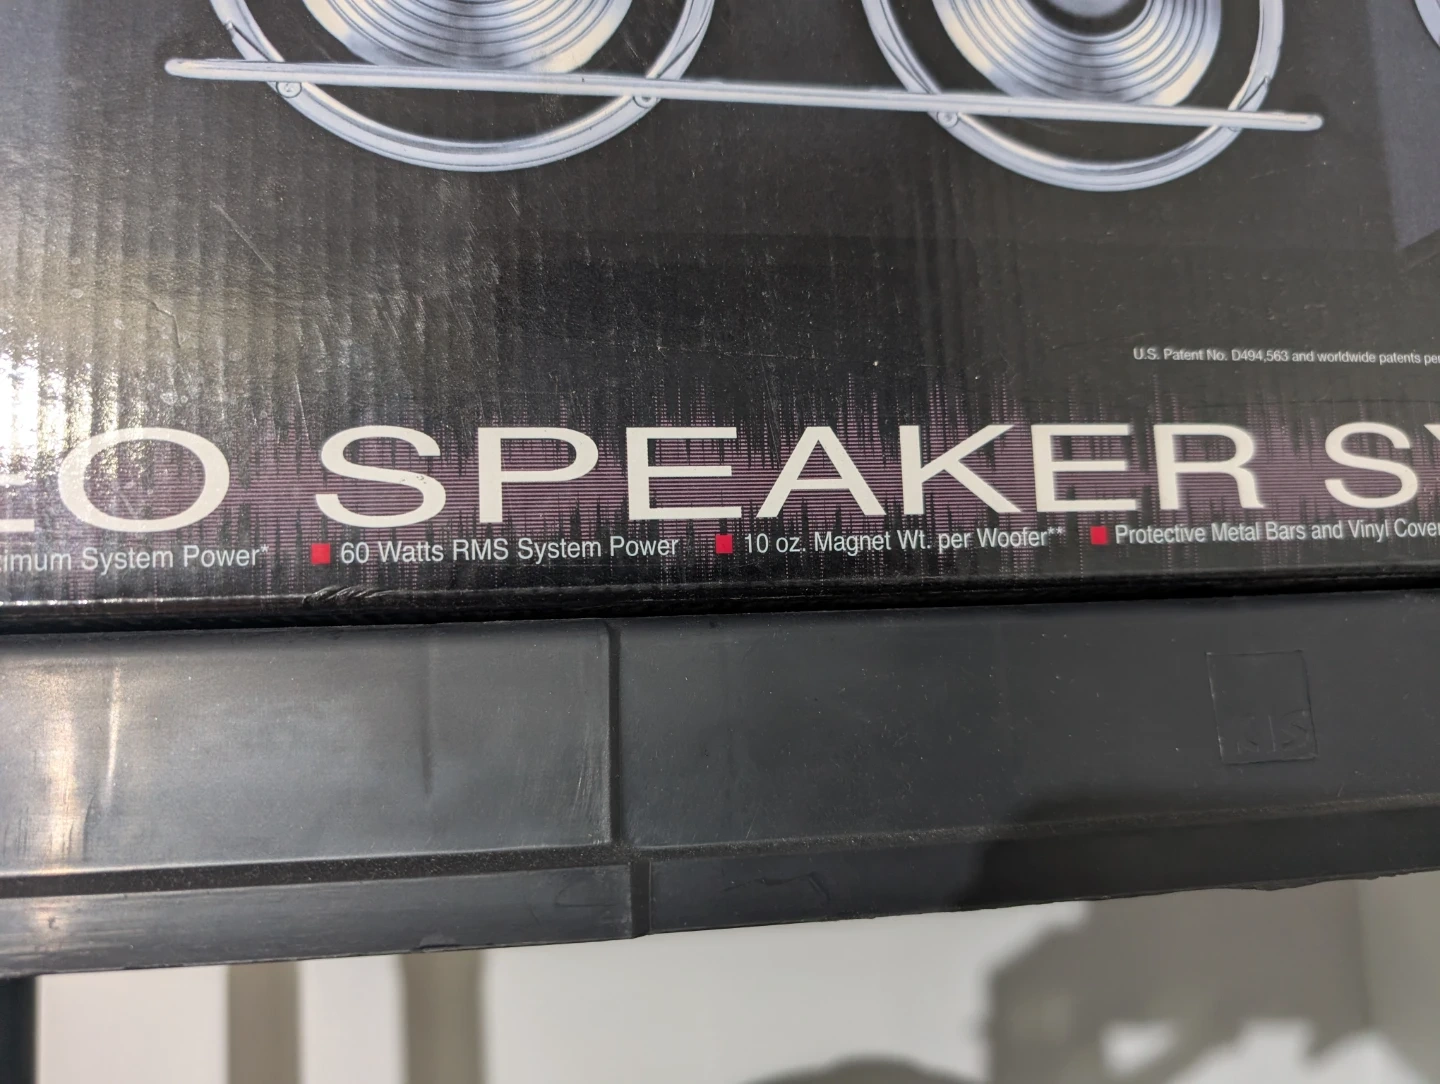 U.S. Patent No. D494,563 and worldwide patents
EO SPEAKER SY
imum System Power* 60 Watts RMS System Power 10 oz. Magnet Wt. per Woofer** Protective Metal Bars and Vinyl Cover